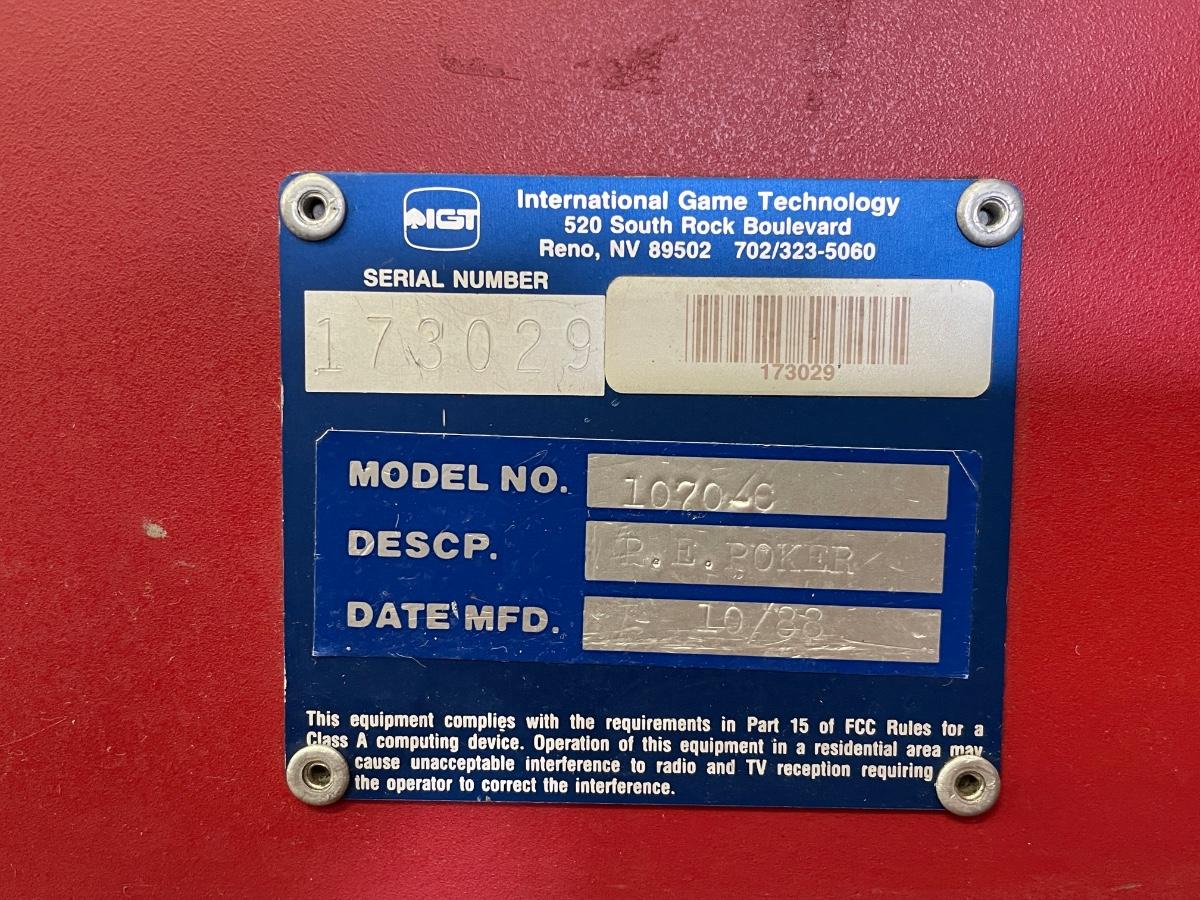 IGT
International Game Technology
520 South Rock Boulevard
Reno, NV 89502 702/323-5060
SERIAL NUMBER
173029
173029
MODEL NO.
DESCP. P.E.POKER
DATE MFD. 10/88
This equipment complies with the requirements in Part 15 of FCC Rules for a
Class A computing device. Operation of this equipment in a residential area may
cause unacceptable interference to radio and TV reception requiring
the operator to correct the interference.